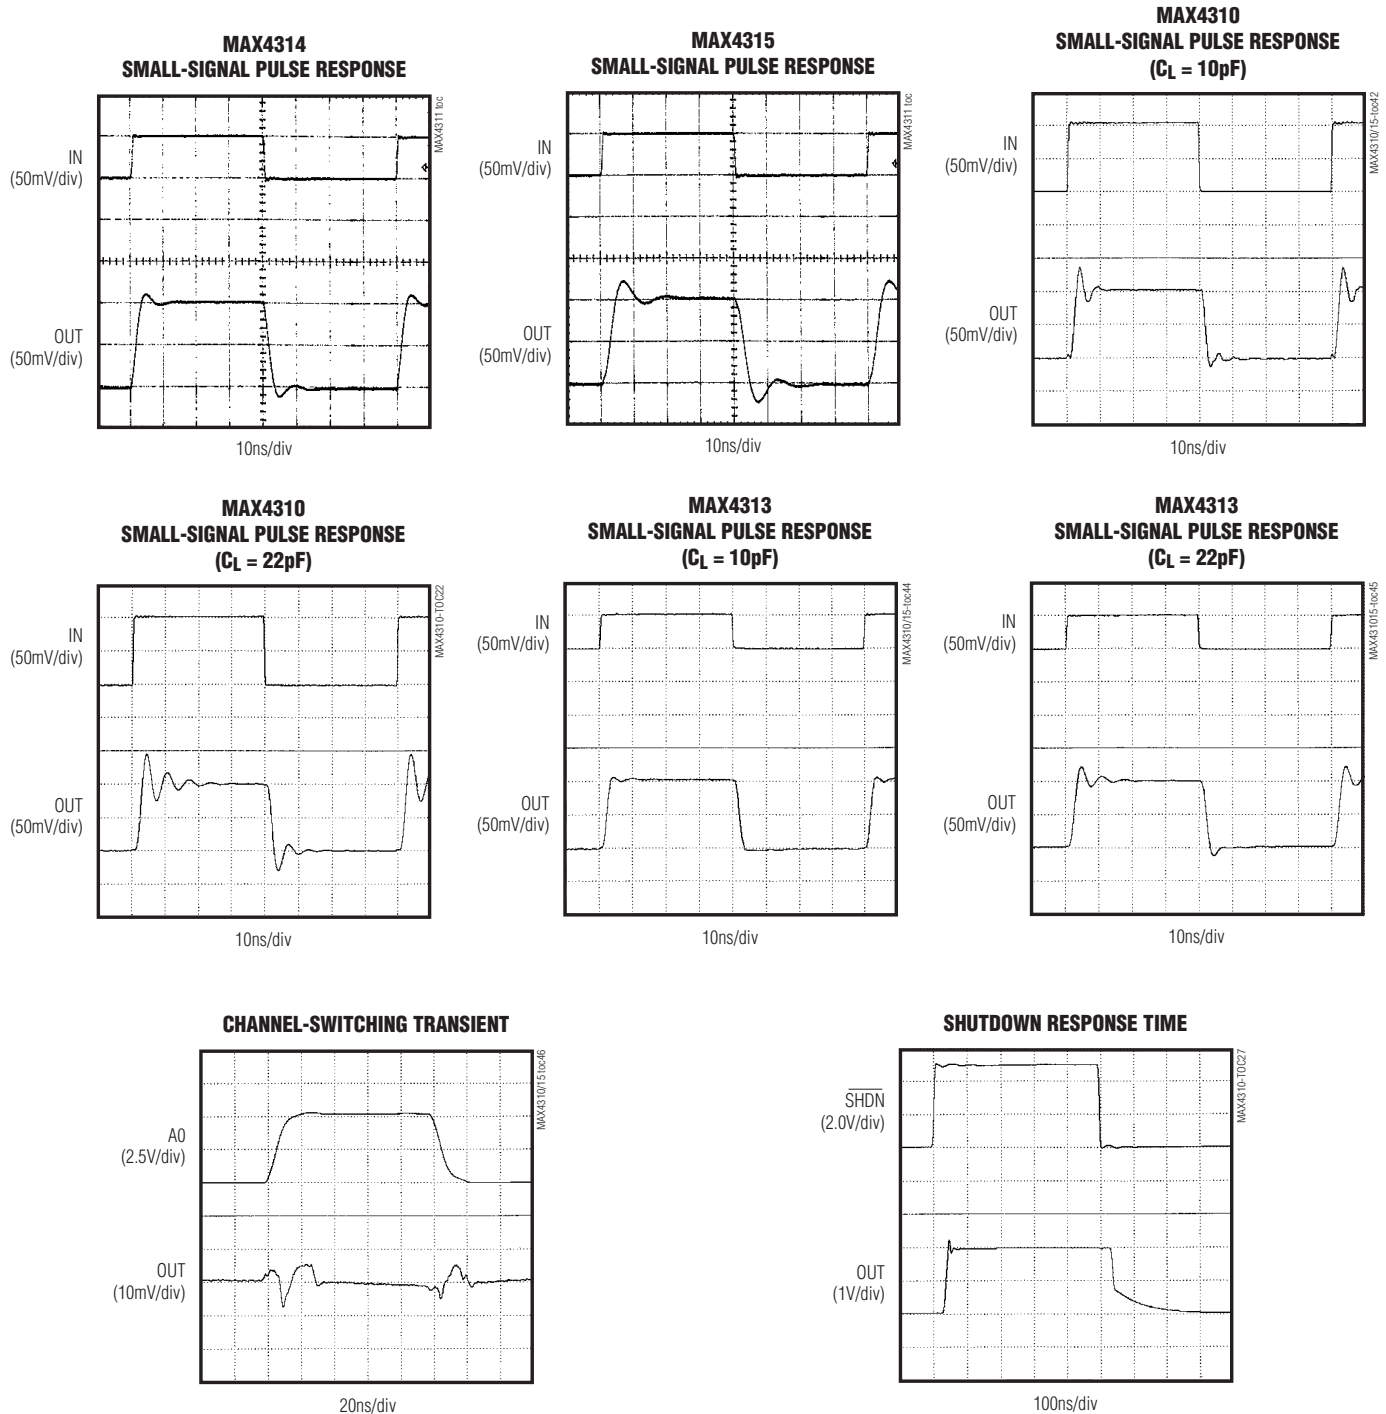 MAX4314
SMALL-SIGNAL PULSE RESPONSE
MAX4311 toc
IN
(50mV/div)
OUT
(50mV/div)
10ns/div
MAX4315
SMALL-SIGNAL PULSE RESPONSE
MAX4311 toc
IN
(50mV/div)
OUT
(50mV/div)
10ns/div
MAX4310
SMALL-SIGNAL PULSE RESPONSE
(CL = 10pF)
MAX4310/15-toc42
IN
(50mV/div)
OUT
(50mV/div)
10ns/div
MAX4310
SMALL-SIGNAL PULSE RESPONSE
(CL = 22pF)
MAX4310-TOC22
IN
(50mV/div)
OUT
(50mV/div)
10ns/div
MAX4313
SMALL-SIGNAL PULSE RESPONSE
(CL = 10pF)
MAX4310/15-toc44
IN
(50mV/div)
OUT
(50mV/div)
10ns/div
MAX4313
SMALL-SIGNAL PULSE RESPONSE
(CL = 22pF)
MAX431015-toc45
IN
(50mV/div)
OUT
(50mV/div)
10ns/div
CHANNEL-SWITCHING TRANSIENT
MAX4310/15 toc46
A0
(2.5V/div)
OUT
(10mV/div)
20ns/div
SHUTDOWN RESPONSE TIME
MAX4310-TOC27
SHDN
(2.0V/div)
OUT
(1V/div)
100ns/div